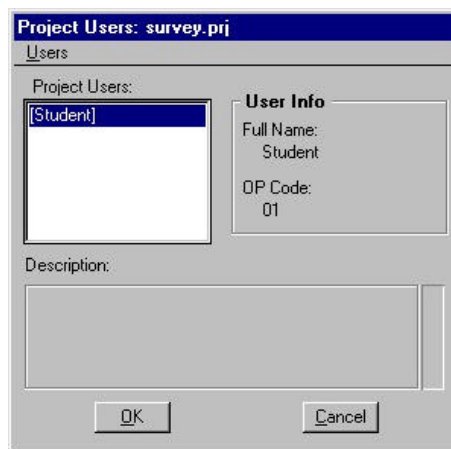 Project Users: survey.prj
Users
Project Users:
[Student]
User Info
Full Name:
Student
OP Code:
01
Description:
OK
Cancel